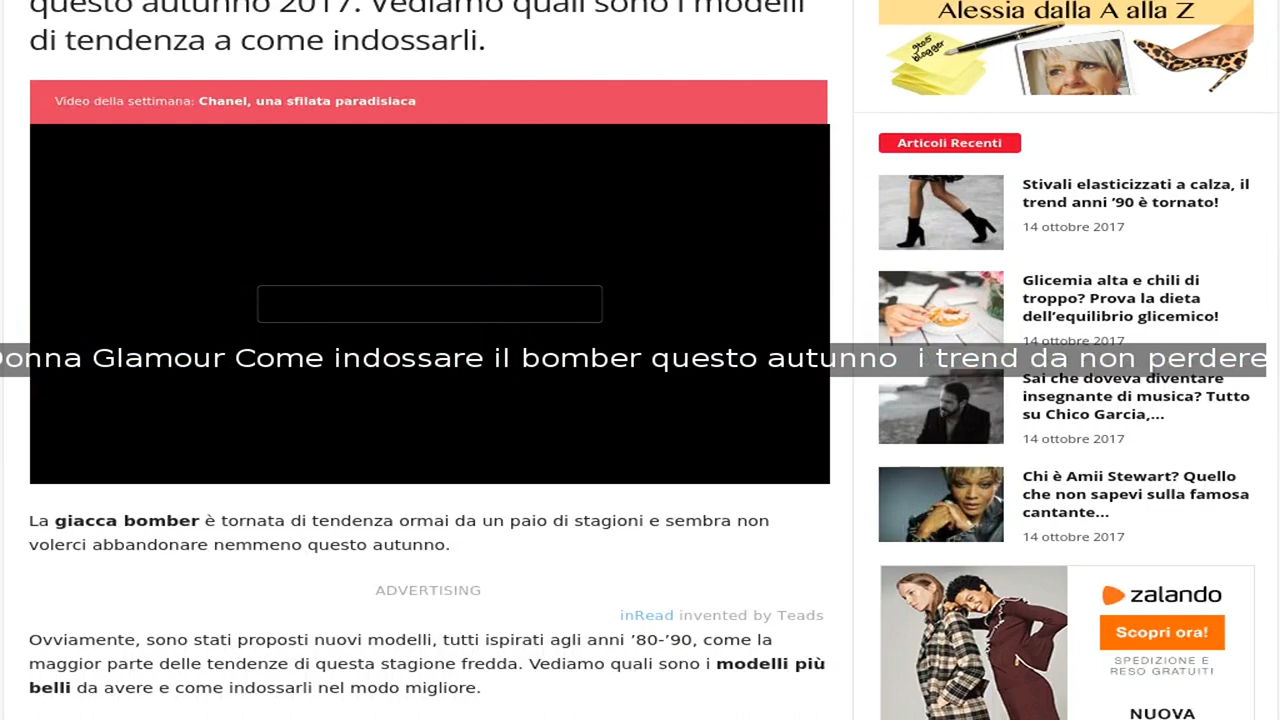 questo autunno 2017. Vediamo quali sono i modelli
di tendenza a come indossarli.
Video della settimana: Chanel, una sfilata paradisiaca
Donna Glamour Come indossare il bomber questo autunno i trend da non perdere
La giacca bomber è tornata di tendenza ormai da un paio di stagioni e sembra non
volerci abbandonare nemmeno questo autunno.
ADVERTISING
inRead invented by Teads
Ovviamente, sono stati proposti nuovi modelli, tutti ispirati agli anni ’80-’90, come la
maggior parte delle tendenze di questa stagione fredda. Vediamo quali sono i modelli più
belli da avere e come indossarli nel modo migliore.
Alessia dalla A alla Z
blogger
Articoli Recenti
Stivali elasticizzati a calza, il
trend anni ’90 è tornato!
14 ottobre 2017
Glicemia alta e chili di
troppo? Prova la dieta
dell’equilibrio glicemico!
14 ottobre 2017
Sai che doveva diventare
insegnante di musica? Tutto
su Chico Garcia,...
14 ottobre 2017
Chi è Amii Stewart? Quello
che non sapevi sulla famosa
cantante...
14 ottobre 2017
zalando
Scopri ora!
SPEDIZIONE E
RESO GRATUITI
NUOVA